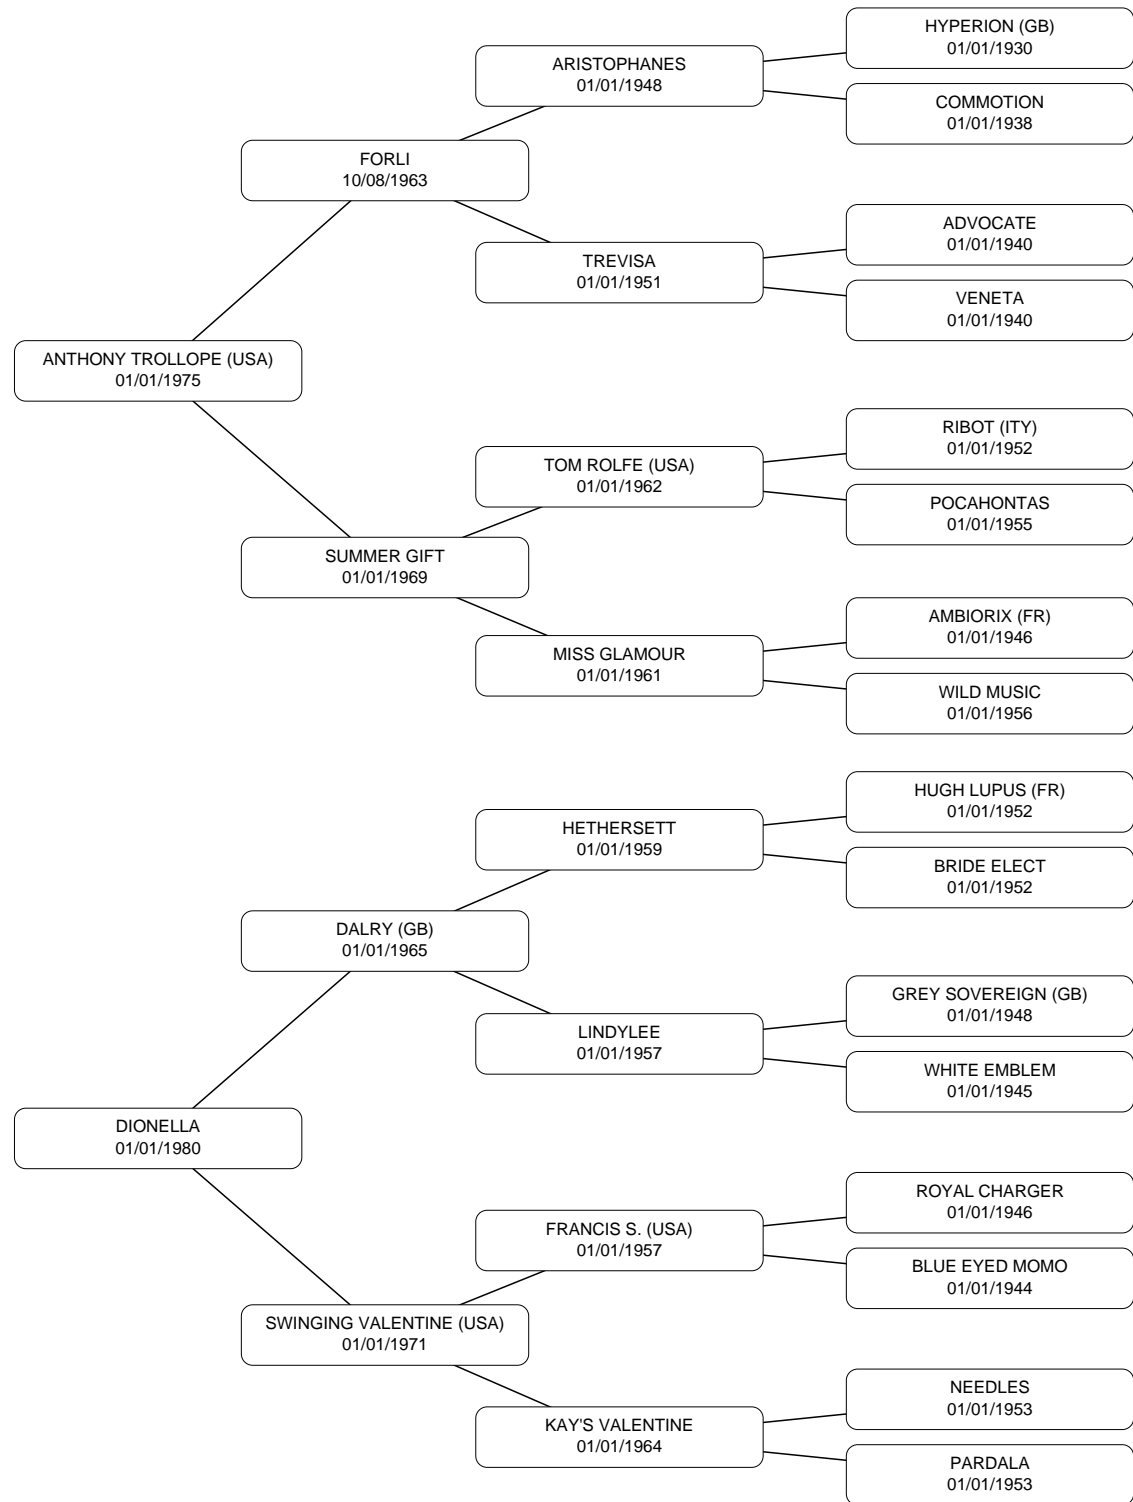 HYPERION (GB)
01/01/1930
ARISTOPHANES
01/01/1948
COMMOTION
01/01/1938
FORLI
10/08/1963
ADVOCATE
01/01/1940
TREVISA
01/01/1951
VENETA
01/01/1940
ANTHONY TROLLOPE (USA)
01/01/1975
RIBOT (ITY)
01/01/1952
TOM ROLFE (USA)
01/01/1962
POCAHONTAS
01/01/1955
SUMMER GIFT
01/01/1969
AMBIORIX (FR)
01/01/1946
MISS GLAMOUR
01/01/1961
WILD MUSIC
01/01/1956
HUGH LUPUS (FR)
01/01/1952
HETHERSETT
01/01/1959
BRIDE ELECT
01/01/1952
DALRY (GB)
01/01/1965
GREY SOVEREIGN (GB)
01/01/1948
LINDYLEE
01/01/1957
WHITE EMBLEM
01/01/1945
DIONELLA
01/01/1980
ROYAL CHARGER
01/01/1946
FRANCIS S. (USA)
01/01/1957
BLUE EYED MOMO
01/01/1944
SWINGING VALENTINE (USA)
01/01/1971
NEEDLES
01/01/1953
KAY'S VALENTINE
01/01/1964
PARDALA
01/01/1953